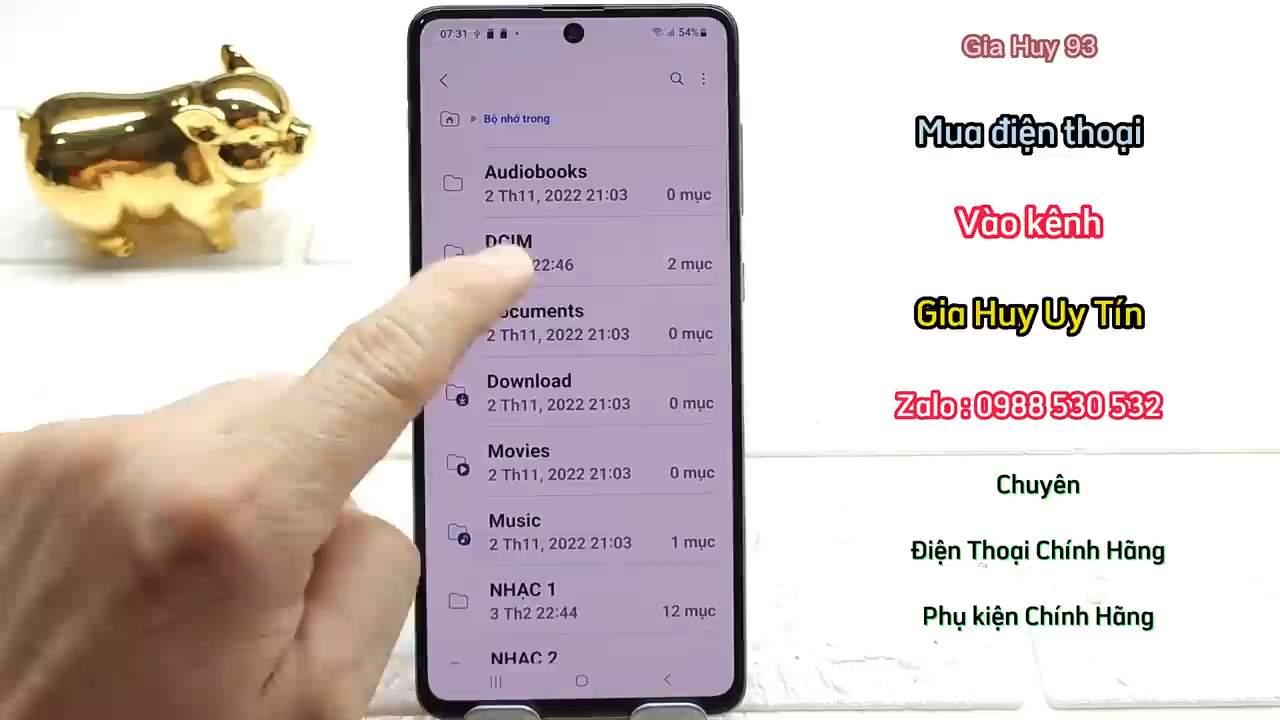 07:31
54%
Bộ nhớ trong
Audiobooks
2 Th11, 2022 21:03
0 mục
DCIM
22:46
2 mục
Documents
2 Th11, 2022 21:03
0 mục
Download
2 Th11, 2022 21:03
0 mục
Movies
2 Th11, 2022 21:03
0 mục
Music
2 Th11, 2022 21:03
1 mục
NHẠC 1
3 Th2 22:44
12 mục
NHẠC 2
Gia Huy 93
Mua điện thoại
Vào kênh
Gia Huy Uy Tín
Zalo : 0988 530 532
Chuyên
Điện Thoại Chính Hãng
Phụ kiện Chính Hãng